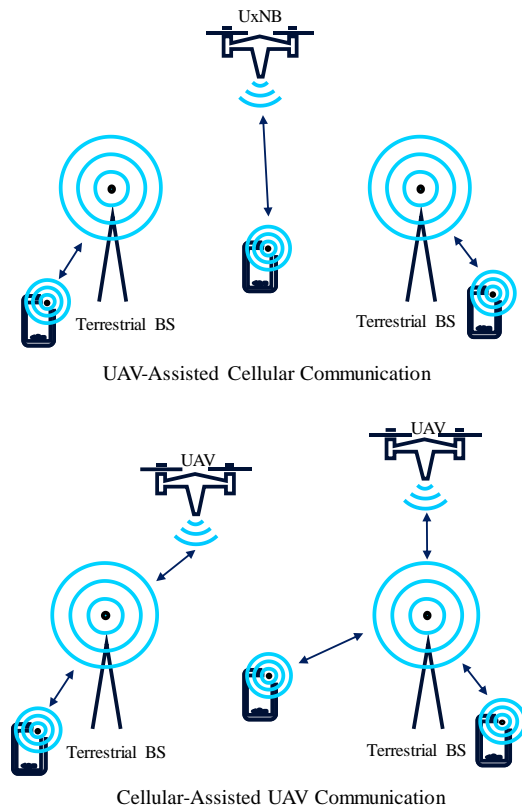 UxNB
Terrestrial BS
Terrestrial BS
UAV-Assisted Cellular Communication
UAV
UAV
Terrestrial BS
Terrestrial BS
Cellular-Assisted UAV Communication